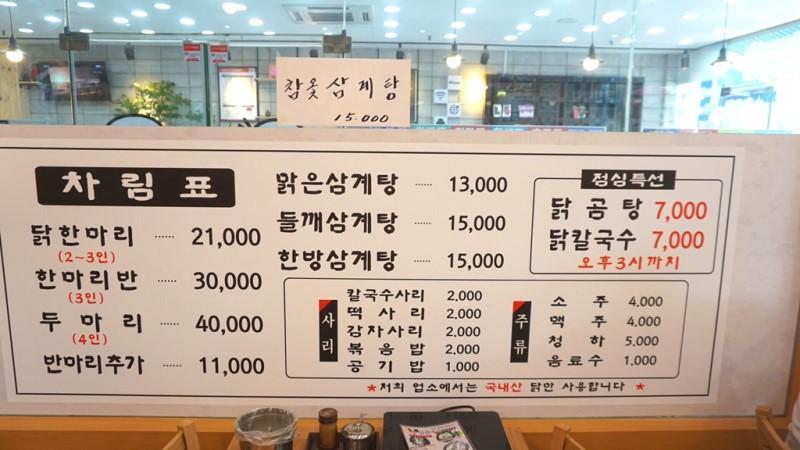 참옻삼계탕
15.000
차림표
닭한마리 ······ 21,000
(2~3인)
한마리반 ······ 30,000
(3인)
두 마 리 ······ 40,000
(4인)
반마리추가 ······ 11,000
맑은삼계탕 ······ 13,000
들깨삼계탕 ······ 15,000
한방삼계탕 ······ 15,000
점심특선
닭 곰 탕 7,000
닭칼국수 7,000
오후3시까지
사리
칼국수사리 2,000
떡 사 리 2,000
감자사리 2,000
볶 음 밥 2,000
공 기 밥 1,000
주류
소 주 4,000
맥 주 4,000
청 하 5,000
음료수 1,000
*저희 업소에서는 국내산 닭만 사용합니다 *